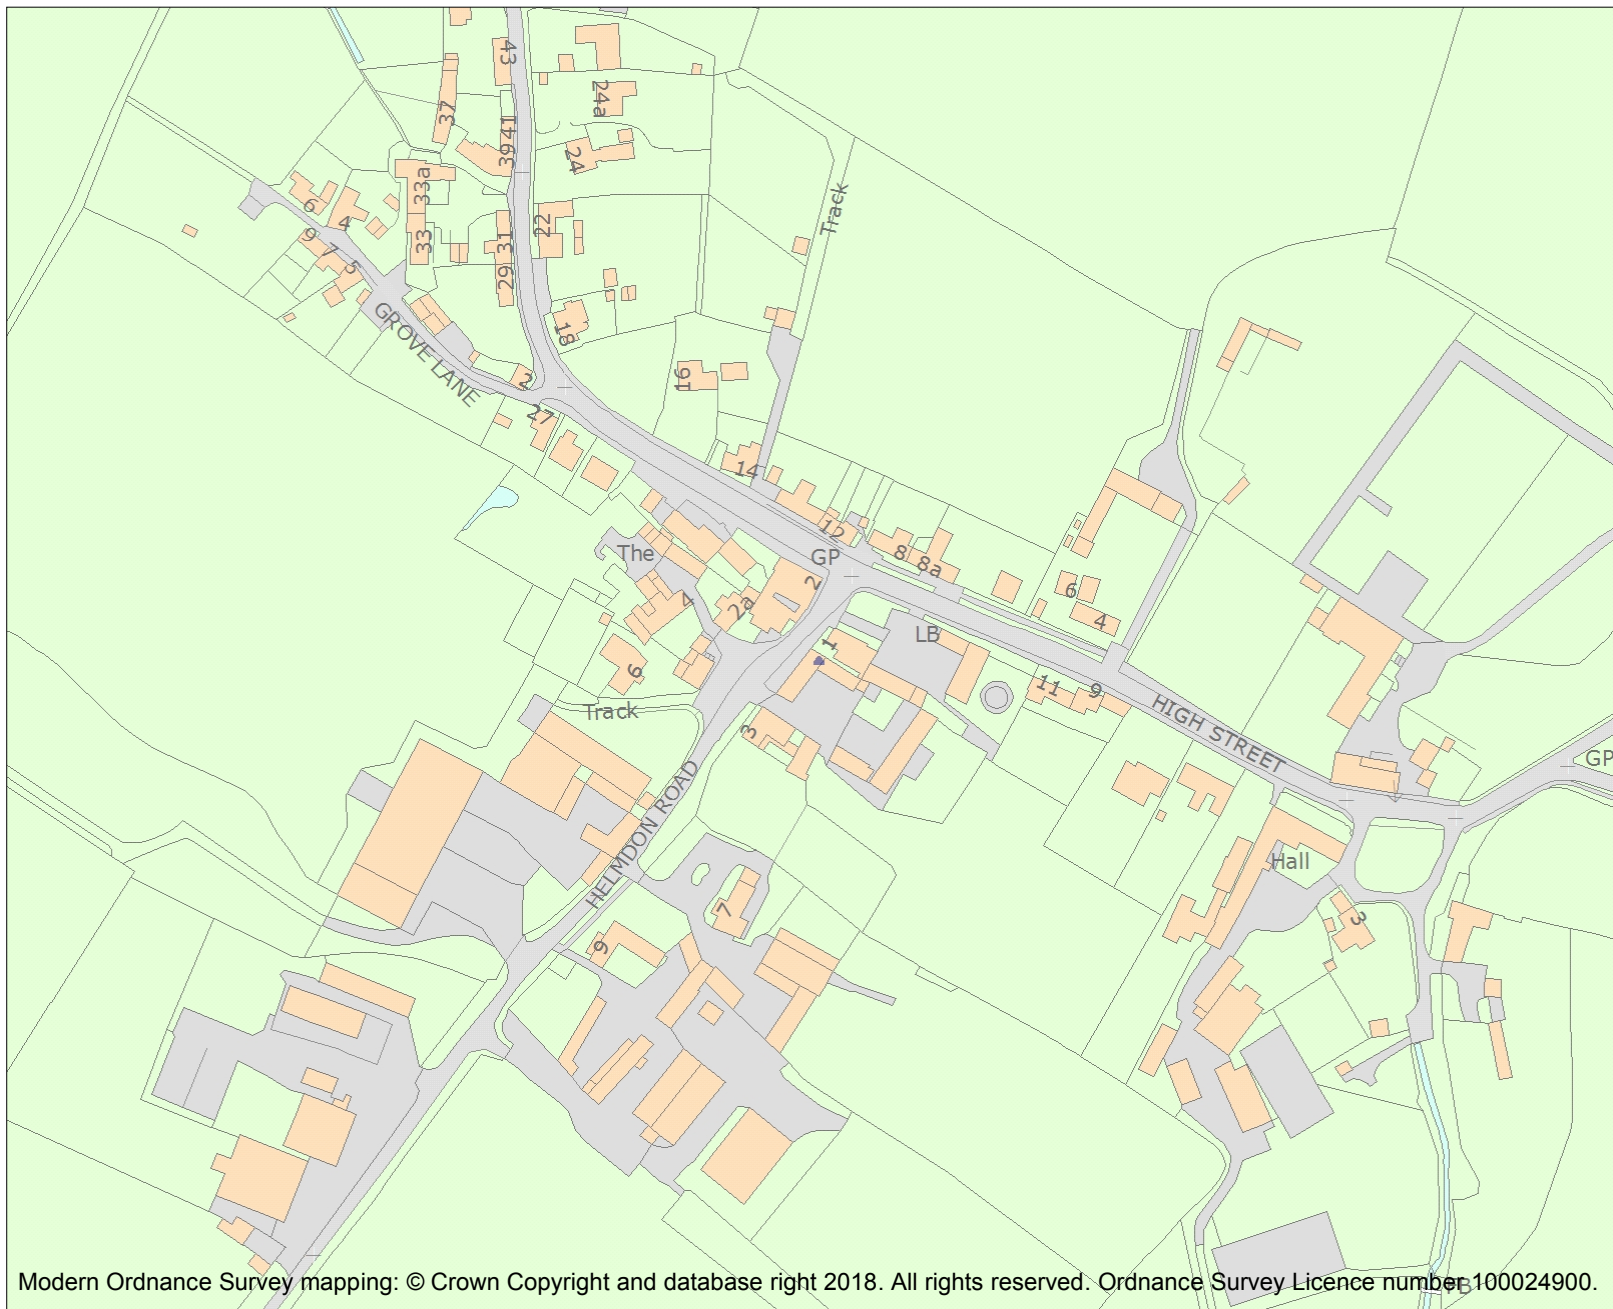 43
37
24a
41
39
24
33a
6
4
22
Track
9
7
5
33
31
29
GROVE LANE
18
2
16
27
14
12
The
GP
8
8a
2
6
4
2a
4
LB
1
6
11
9
Track
3
HIGH STREET
GP
HELMDON ROAD
Hall
7
3
9
Modern Ordnance Survey mapping: © Crown Copyright and database right 2018. All rights reserved. Ordnance Survey Licence number 100024900.
FB